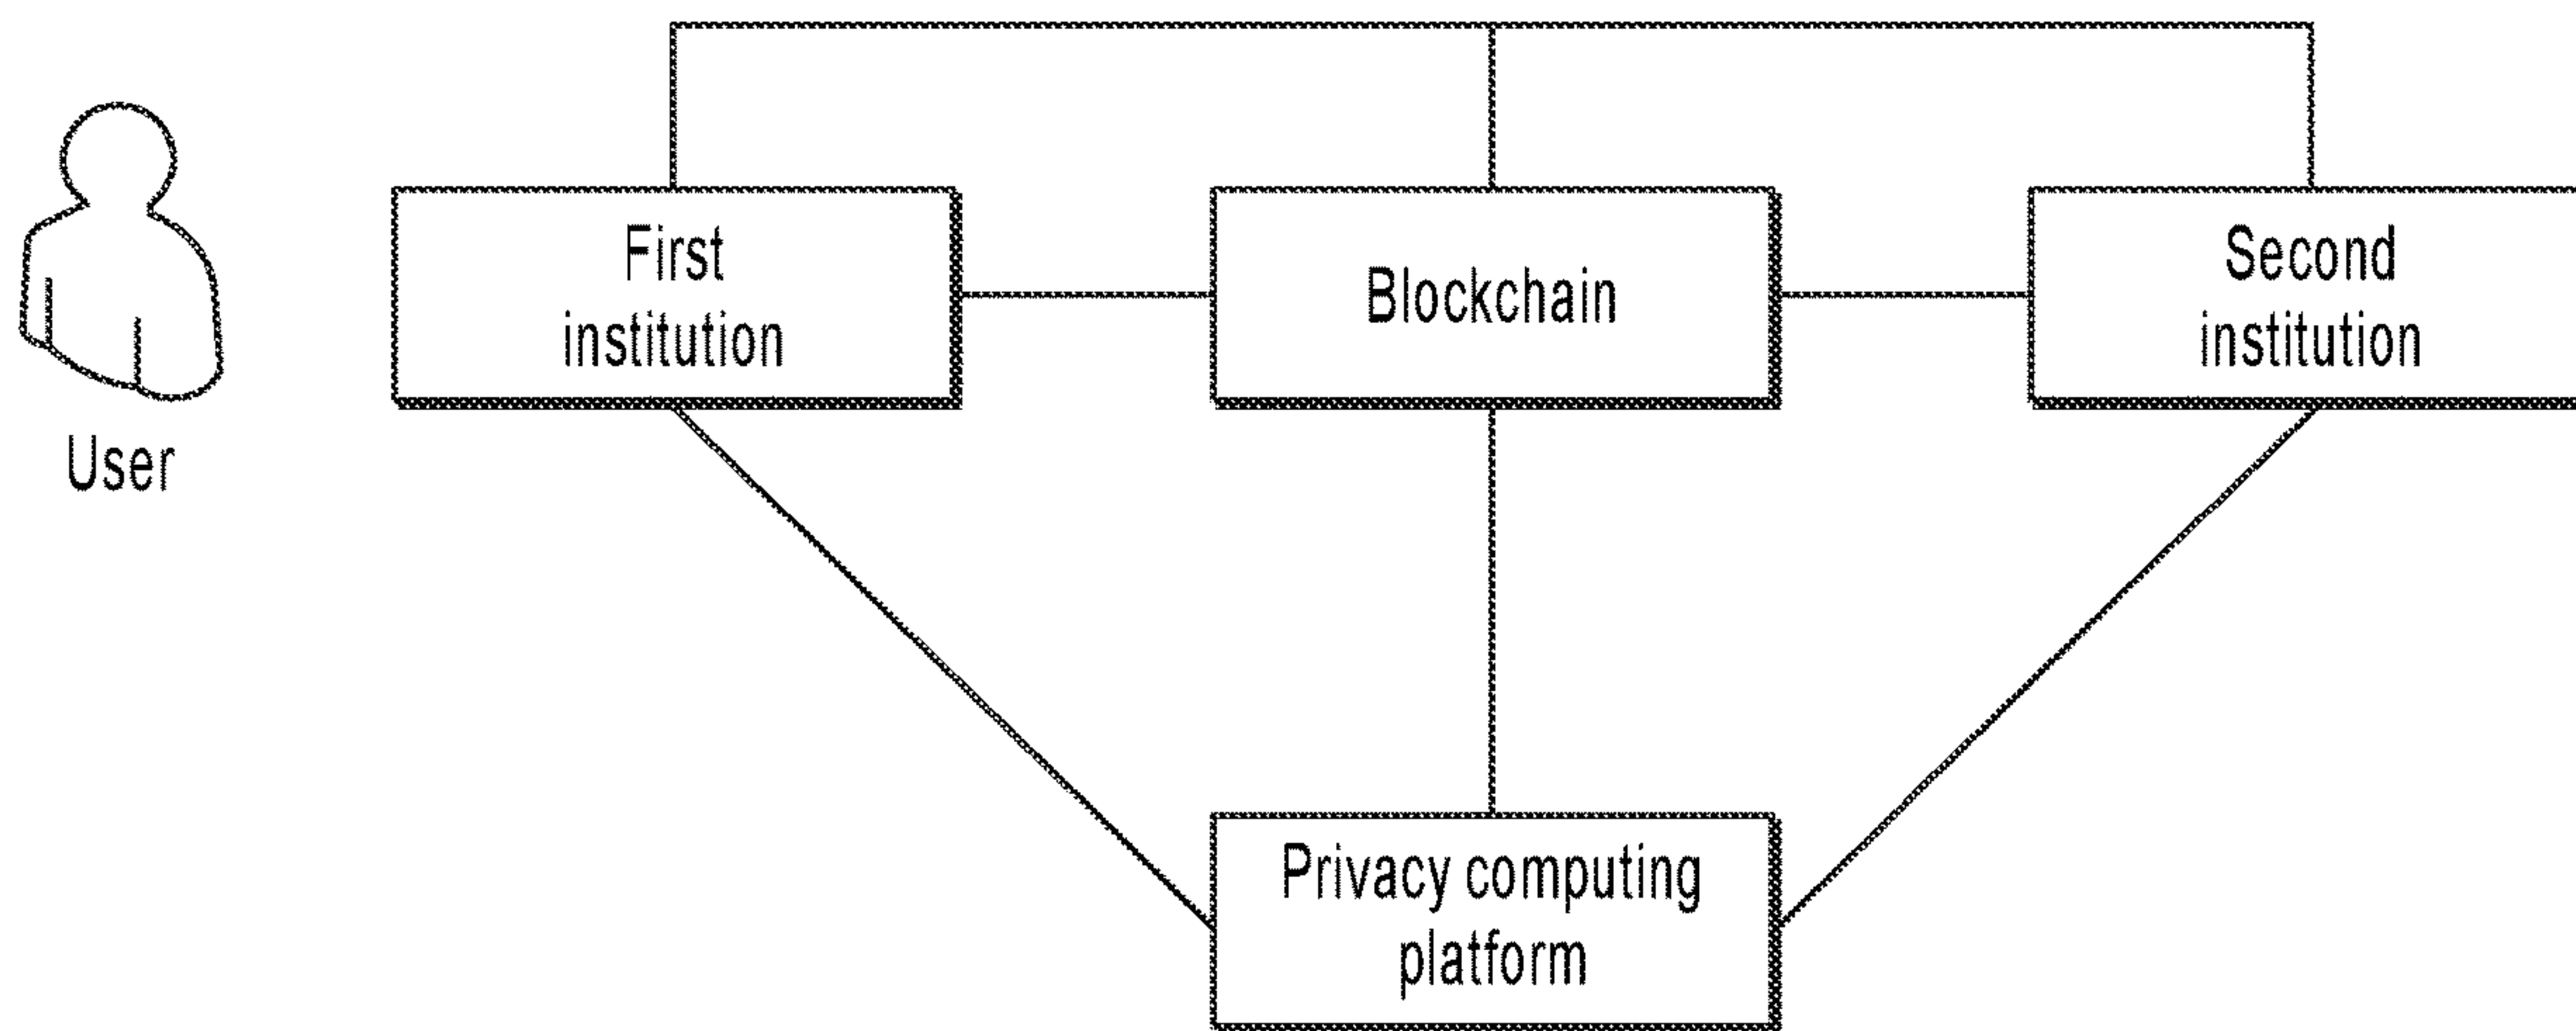 User
First
institution
Blockchain
Second
institution
Privacy computing
platform